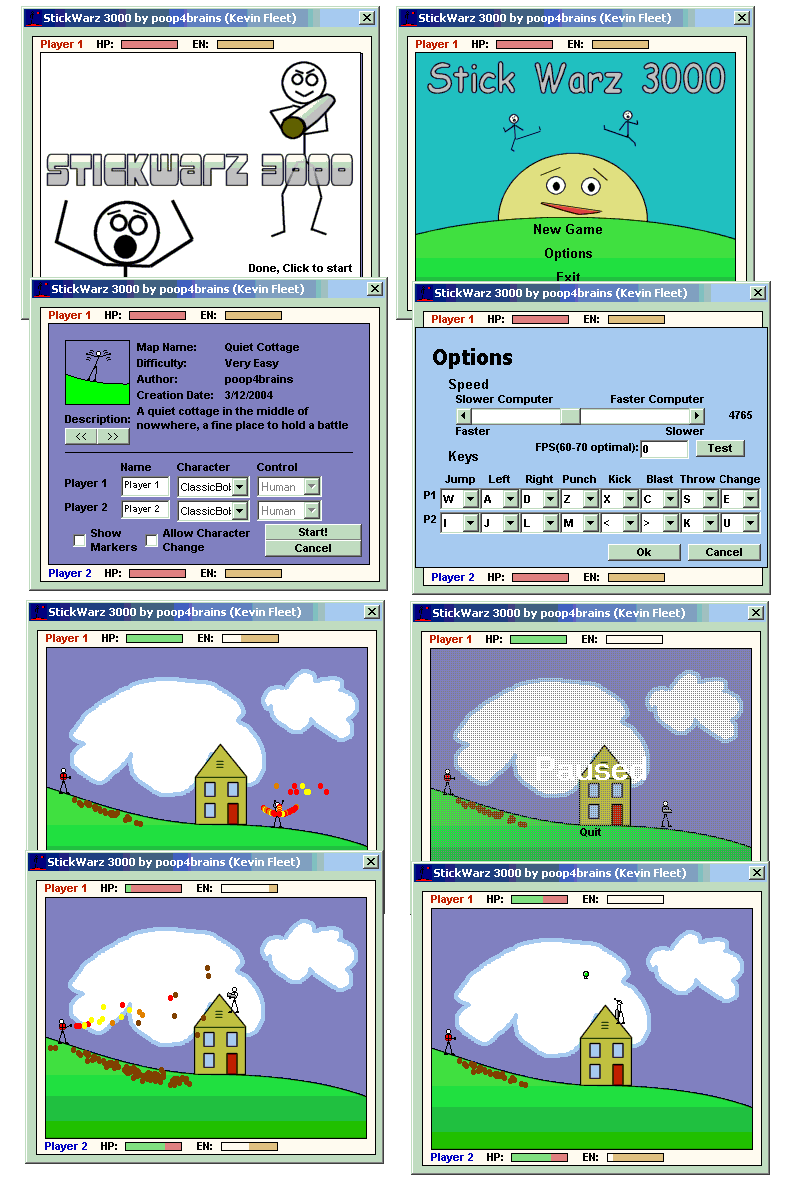 StickWarz 3000 by poop4brains (Kevin Fleet)
Player 1 HP: EN:
STICKWARZ 3000
Done, Click to start
StickWarz 3000 by poop4brains (Kevin Fleet)
Player 1 HP: EN:
Stick Warz 3000
New Game
Options
Exit
StickWarz 3000 by poop4brains (Kevin Fleet)
Player 1 HP: EN:
Map Name: Quiet Cottage
Difficulty: Very Easy
Author: poop4brains
Creation Date: 3/12/2004
Description: A quiet cottage in the middle of
nowwhere, a fine place to hold a battle
<< >>
Name Character Control
Player 1 Player 1 ClassicBob Human
Player 2 Player 2 ClassicBob Human
Show Markers Allow Character Change Start!
Cancel
Player 2 HP: EN:
StickWarz 3000 by poop4brains (Kevin Fleet)
Player 1 HP: EN:
Options
Speed
Slower Computer Faster Computer
4765
Faster Slower
FPS(60-70 optimal): 0 Test
Keys
Jump Left Right Punch Kick Blast Throw Change
P1 W A D Z X C S E
P2 I J L M < > K U
Ok Cancel
Player 2 HP: EN:
StickWarz 3000 by poop4brains (Kevin Fleet)
Player 1 HP: EN:
StickWarz 3000 by poop4brains (Kevin Fleet)
Player 1 HP: EN:
Paused
Quit
StickWarz 3000 by poop4brains (Kevin Fleet)
Player 1 HP: EN:
Player 2 HP: EN:
StickWarz 3000 by poop4brains (Kevin Fleet)
Player 1 HP: EN:
Player 2 HP: EN: